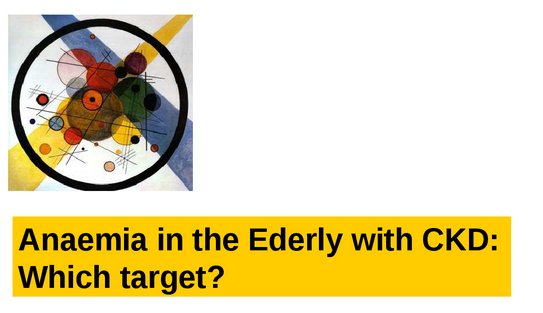 Anaemia in the Ederly with CKD:
Which target?